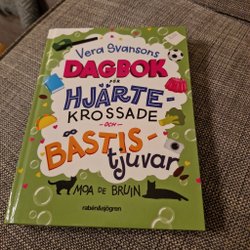 Vera Svansons
DAGBOK
FÖR
HJÄRTE-
KROSSADE
OCH
BÄSTIS-
tjuvar
MOA DE BRUIN
rabén&sjögren